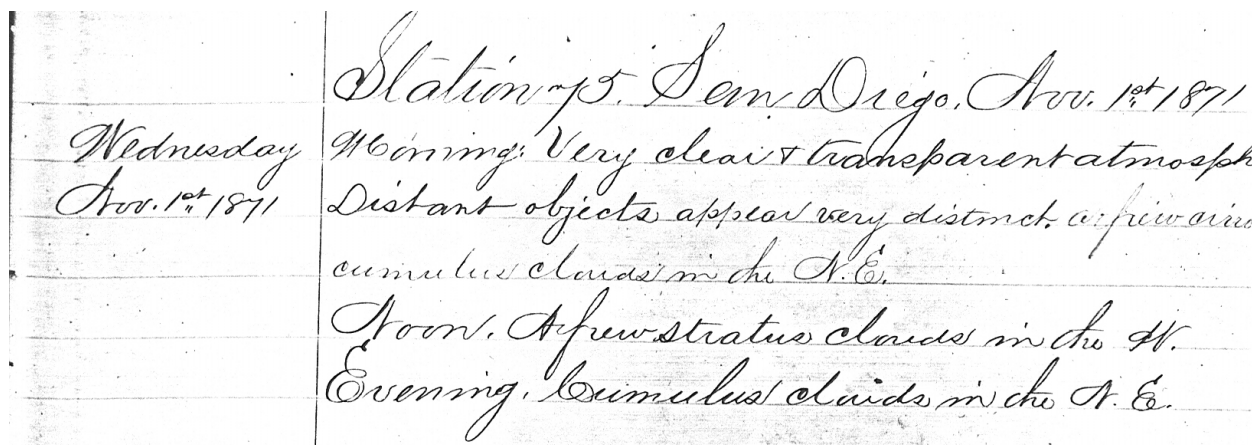 Station 75. San Diego, Nov. 1st 1871
Wednesday
Nov. 1st 1871
Morning: Very clear & transparent atmosph
Distant objects appear very distinct. a few cirro
cumulus clouds in the N.E.
Noon. A few stratus clouds in the W.
Evening. Cumulus clouds in the N.E.